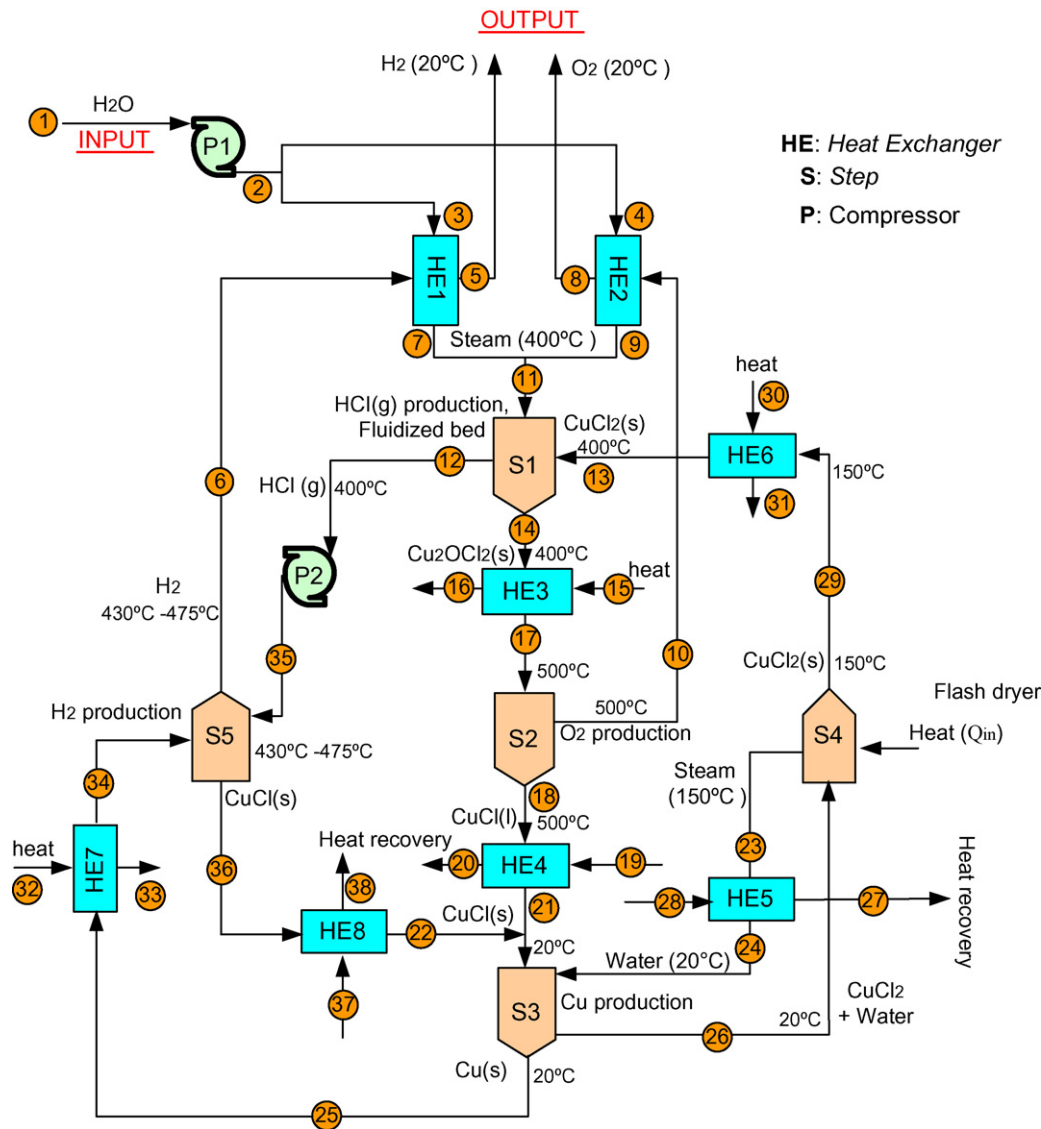 OUTPUT
H2 (20ºC )
O2 (20ºC )
1
H2O
INPUT
P1
2
3
4
HE: Heat Exchanger
S: Step
P: Compressor
HE1
5
8
HE2
7
Steam (400ºC )
9
11
heat
30
HCl(g) production,
Fluidized bed
CuCl2(s)
400ºC
S1
12
13
HE6
150ºC
31
6
HCl (g)
400ºC
14
Cu2OCl2(s)
400ºC
16
HE3
heat
15
P2
H2
430ºC -475ºC
17
29
35
500ºC
10
CuCl2(s)
150ºC
H2 production
S5
430ºC -475ºC
S2
500ºC
O2 production
Flash dryer
S4
Heat (Qin)
34
CuCl(s)
18
Steam
(150ºC )
CuCl(l)
500ºC
23
heat
32
HE7
33
36
Heat recovery
20
HE4
19
38
28
HE5
27
Heat recovery
21
HE8
22
CuCl(s)
24
20ºC
Water (20°C)
37
S3
Cu production
CuCl2
+ Water
20ºC
26
Cu(s)
20ºC
25